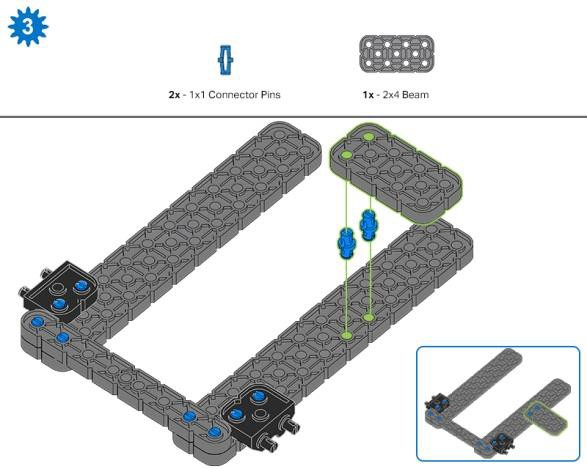 3
2x - 1x1 Connector Pins
1x - 2x4 Beam